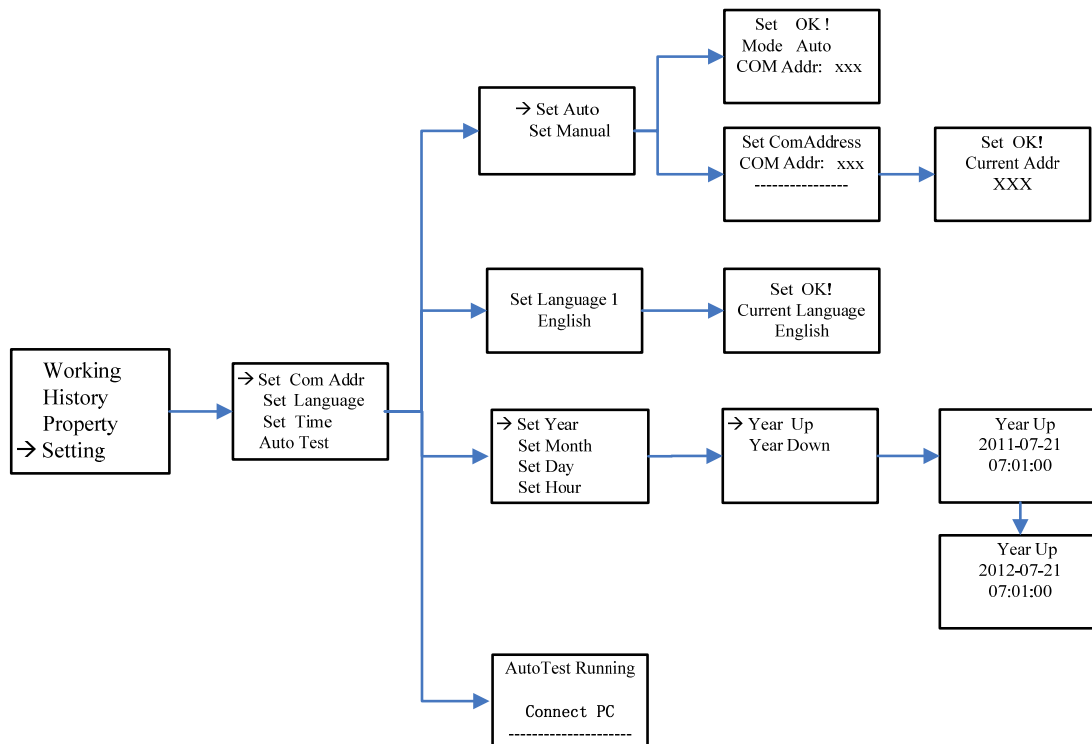 Working
History
Property
→ Setting
→ Set Com Addr
Set Language
Set Time
Auto Test
→ Set Auto
Set Manual
Set OK !
Mode Auto
COM Addr: xxx
Set ComAddress
COM Addr: xxx
----------------
Set OK!
Current Addr
XXX
Set Language 1
English
Set OK!
Current Language
English
→ Set Year
Set Month
Set Day
Set Hour
→ Year Up
Year Down
Year Up
2011-07-21
07:01:00
Year Up
2012-07-21
07:01:00
AutoTest Running
Connect PC
---------------------